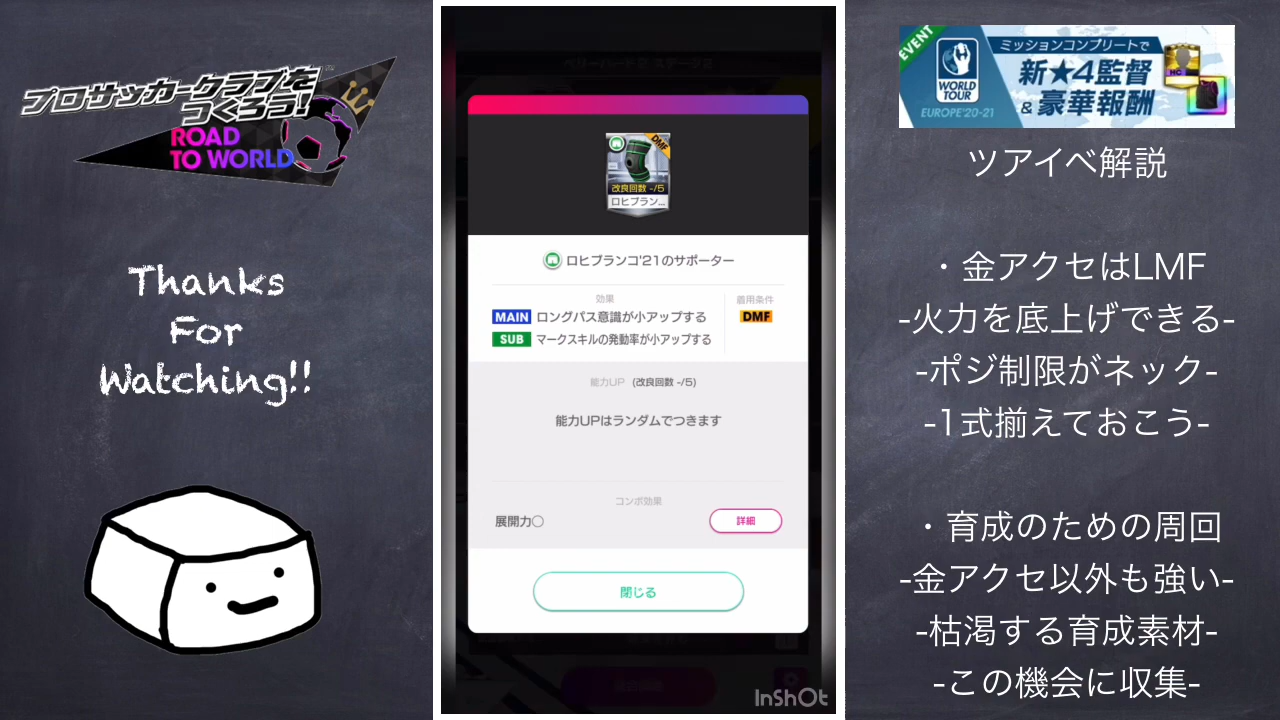 プロサッカークラブを
つくろう!
ROAD
TO WORLD
Thanks
For
Watching!!
DMF
改良回数 -/5
ロヒブラン...
ロヒブランコ'21のサポーター
効果
着用条件
MAIN ロングパス意識が小アップする
DMF
SUB マークスキルの発動率が小アップする
能力UP (改良回数 -/5)
能力UPはランダムでつきます
コンボ効果
展開力〇
詳細
閉じる
InShOt
EVENT
WORLD
TOUR
EUROPE'20-21
ミッションコンプリートで
新★4監督
&豪華報酬
HC
ツアイベ解説
・金アクセはLMF
-火力を底上げできる-
-ポジ制限がネック-
-1式揃えておこう-
・育成のための周回
-金アクセ以外も強い-
-枯渇する育成素材-
-この機会に収集-